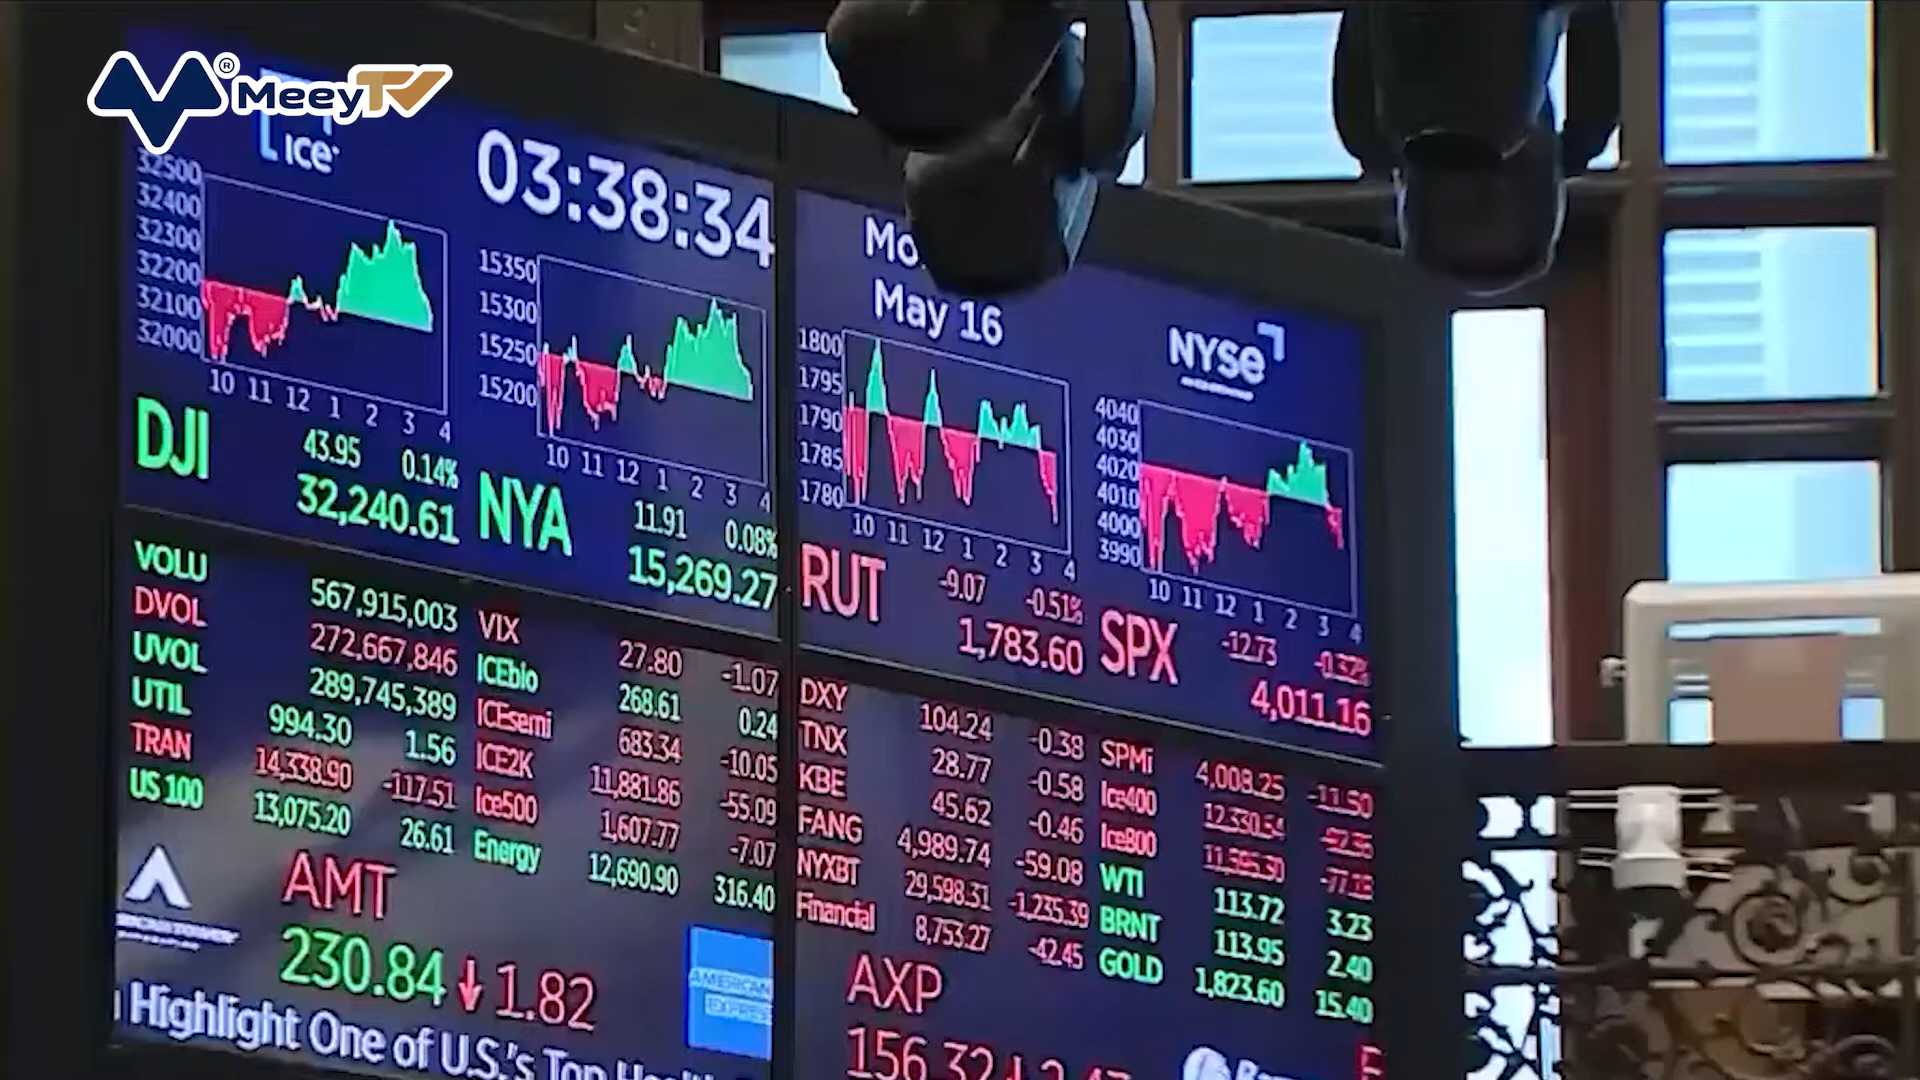 MeeyTV
ICE
03:38:34
32500
32400
32300
32200
32100
32000
10 11 12 1 2 3 4
DJI
43.95 0.14%
32,240.61
15350
15300
15250
15200
10 11 12 1 2 3 4
NYA
11.91 0.08%
15,269.27
May 16
1800
1795
1790
1785
1780
10 11 12 1 2 3 4
RUT
-9.07 -0.51%
1,783.60
NYSE
4040
4030
4020
4010
4000
3990
10 11 12 1 2 3 4
SPX
-12.73 -0.32%
4,011.16
VOLU 567,915,003
DVOL 272,667,846
UVOL 289,745,389
UTIL 994.30 1.56
TRAN 14,338.90 -117.51
US 100 13,075.20 26.61
VIX 27.80 -1.07
ICEbio 268.61 0.24
ICEsemi 683.34 -10.05
ICE2K 11,881.86 -55.09
Ice500 1,607.77 -7.07
Energy 12,690.90 316.40
DXY 104.24 -0.38
TNX 28.77 -0.58
KBE 45.62 -0.46
FANG 4,989.74 -59.08
NYXBT 29,598.31 -1,235.39
Financial 8,753.27 -42.45
SPMi 4,008.25 -11.50
Ice400
Ice800
WTI 113.72 3.23
BRNT 113.95 2.40
GOLD 1,823.60 15.40
AMT
230.84 ↓ 1.82
AMERICAN
EXPRESS
AXP
156.32
Highlight One of U.S.'s Top